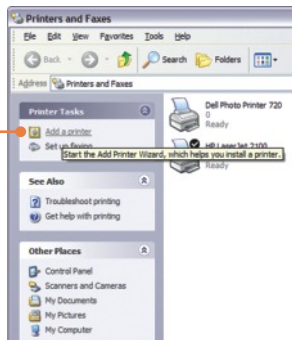 Printers and Faxes
File Edit View Favorites Tools Help
Back Search Folders
Address Printers and Faxes
Printer Tasks
Add a printer
Set up faxing
Start the Add Printer Wizard, which helps you install a printer.
See Also
Troubleshoot printing
Get help with printing
Other Places
Control Panel
Scanners and Cameras
My Documents
My Pictures
My Computer
Dell Photo Printer 720
0
Ready
HP LaserJet 2100
Ready